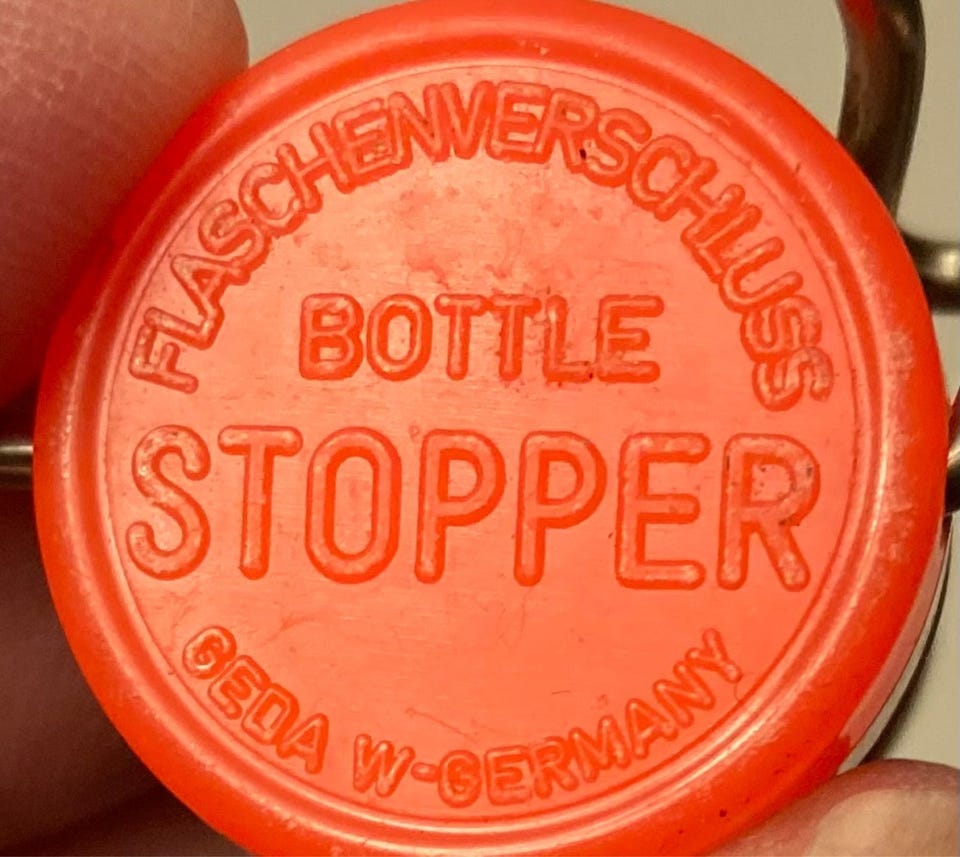 FLASCHENVERSCHLUSS
BOTTLE
STOPPER
GEDA W-GERMANY